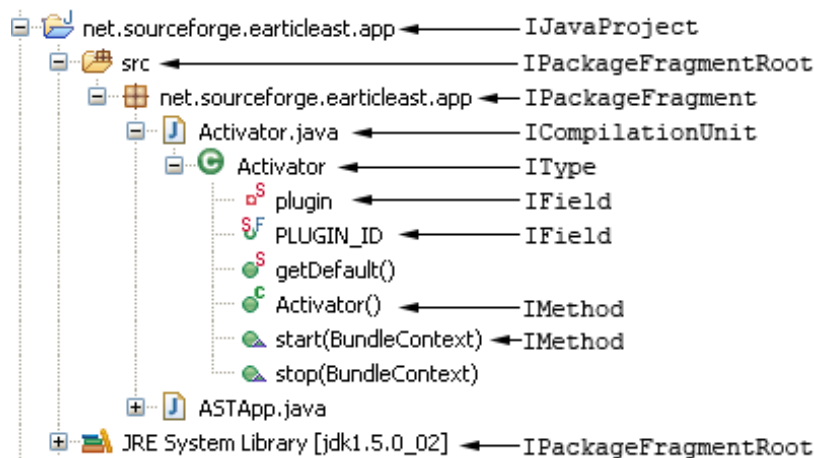 net.sourceforge.earticleast.app IJavaProject
src IPackageFragmentRoot
net.sourceforge.earticleast.app IPackageFragment
J Activator.java ICompilationUnit
C Activator IType
S plugin IField
S F PLUGIN_ID IField
S getDefault()
C Activator() IMethod
start(BundleContext) IMethod
stop(BundleContext)
J ASTApp.java
JRE System Library [jdk1.5.0_02] IPackageFragmentRoot